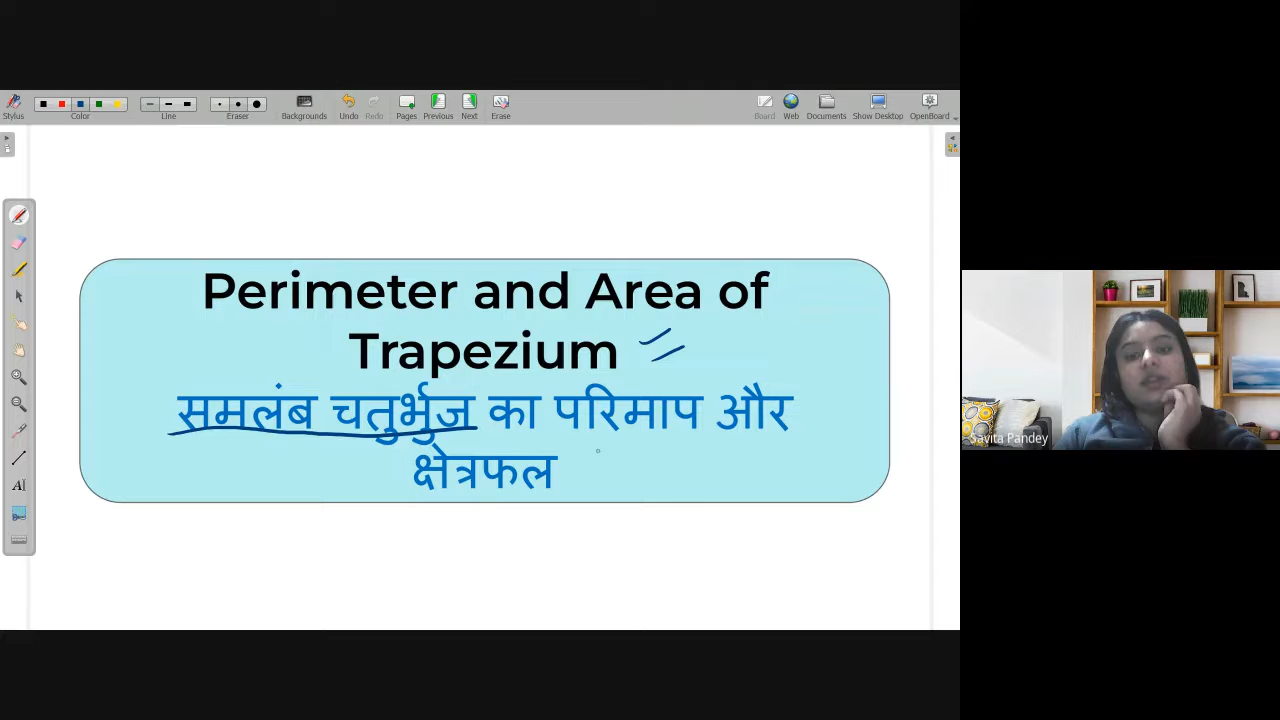 Stylus
Color
Line
Eraser
Backgrounds
Undo
Redo
Pages
Previous
Next
Erase
Board
Web
Documents
Show Desktop
OpenBoard
Perimeter and Area of
Trapezium
समलंब चतुर्भुज का परिमाप और
क्षेत्रफल
AI
Savita Pandey